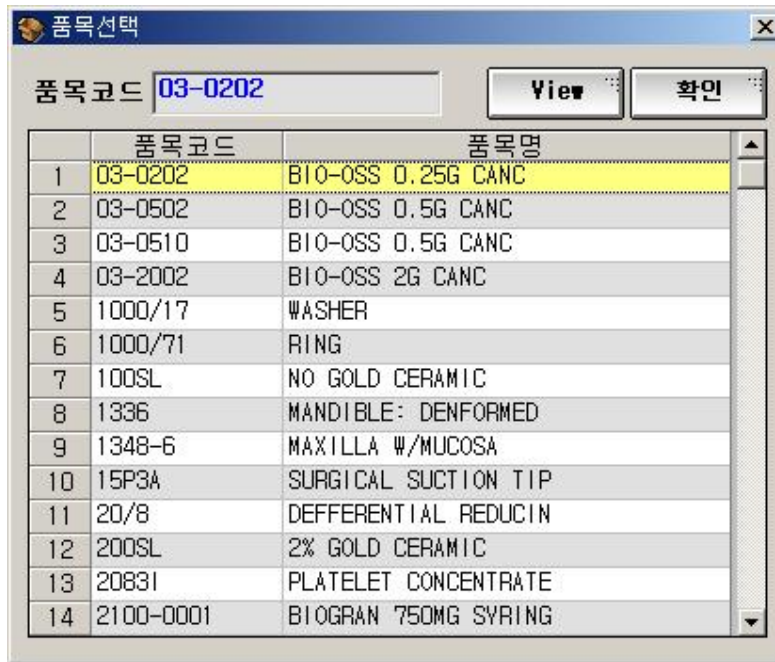 품목선택
품목코드 03-0202 View 확인
품목코드 품목명
1 03-0202 BIO-OSS 0.25G CANC
2 03-0502 BIO-OSS 0.5G CANC
3 03-0510 BIO-OSS 0.5G CANC
4 03-2002 BIO-OSS 2G CANC
5 1000/17 WASHER
6 1000/71 RING
7 100SL NO GOLD CERAMIC
8 1336 MANDIBLE: DENFORMED
9 1348-6 MAXILLA W/MUCOSA
10 15P3A SURGICAL SUCTION TIP
11 20/8 DEFFERENTIAL REDUCIN
12 200SL 2% GOLD CERAMIC
13 2083I PLATELET CONCENTRATE
14 2100-0001 BIOGRAN 750MG SYRING